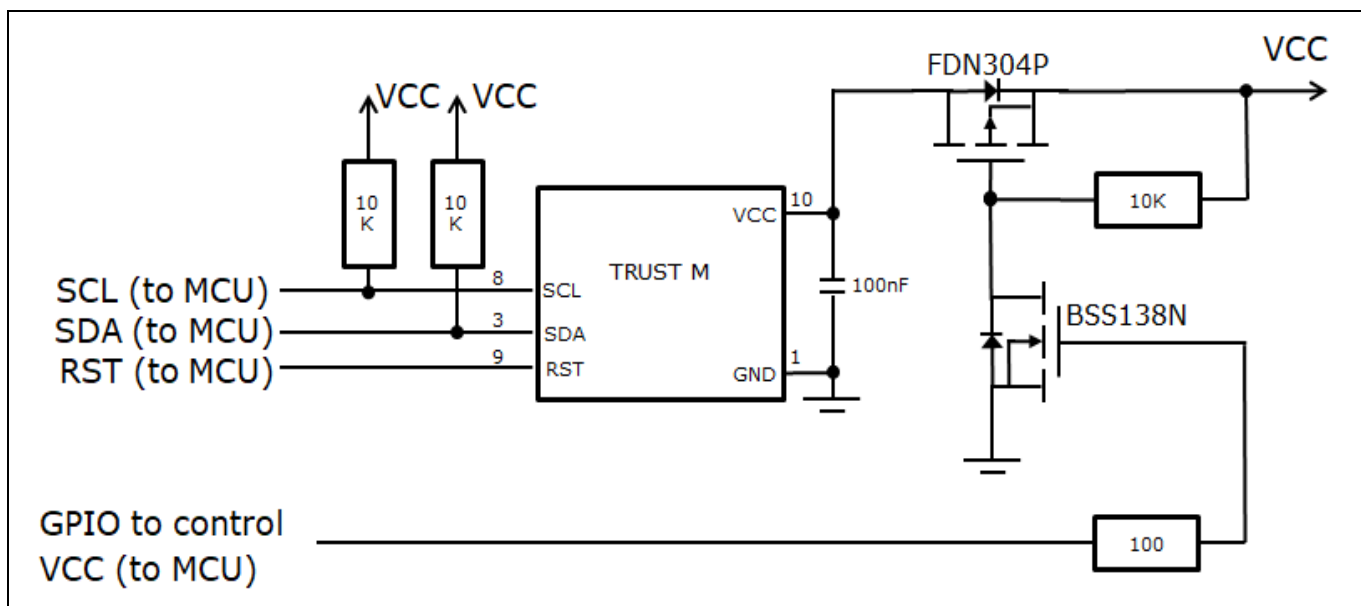 VCC
FDN304P
VCC VCC
10
K
10
K
10K
10
VCC
TRUST M
100nF
SCL (to MCU)
8
SCL
BSS138N
SDA (to MCU)
3
SDA
RST (to MCU)
9
RST
1
GND
GPIO to control
VCC (to MCU)
100